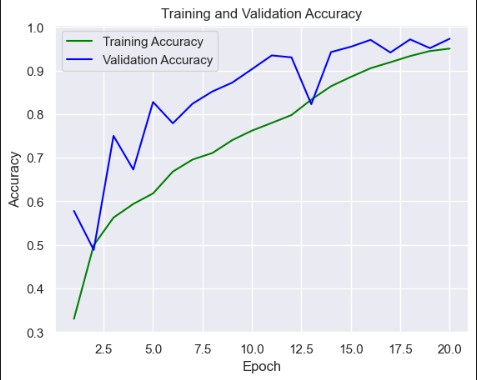 Training and Validation Accuracy
Training Accuracy
Validation Accuracy
1.0
0.9
0.8
0.7
0.6
0.5
0.4
0.3
Accuracy
2.5 5.0 7.5 10.0 12.5 15.0 17.5 20.0
Epoch